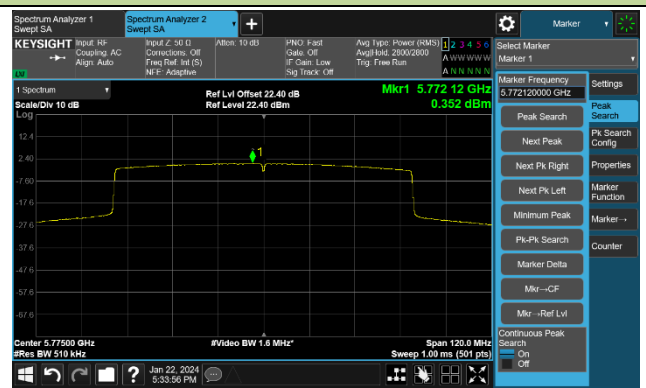 Spectrum Analyzer 1
Swept SA
Spectrum Analyzer 2
Swept SA
+
Marker
KEYSIGHT
Input: RF
Coupling: AC
Align: Auto
Input Z: 50 Ω
Corrections: Off
Freq Ref: Int (S)
NFE: Adaptive
Atten: 10 dB
PNO: Fast
Gate: Off
IF Gain: Low
Sig Track: Off
Avg Type: Power (RMS)
Avg|Hold: 2800/2800
Trig: Free Run
1 2 3 4 5 6
A W W W W W
A N N N N N
LU
Select Marker
Marker 1
1 Spectrum
Scale/Div 10 dB
Log
Ref Lvl Offset 22.40 dB
Ref Level 22.40 dBm
Mkr1 5.772 12 GHz
0.352 dBm
12.4
2.40
-7.60
-17.6
-27.6
-37.6
-47.6
-57.6
-67.6
1
Center 5.77500 GHz
#Res BW 510 kHz
#Video BW 1.6 MHz*
Span 120.0 MHz
Sweep 1.00 ms (501 pts)
Marker Frequency
5.772120000 GHz
Peak Search
Next Peak
Next Pk Right
Next Pk Left
Minimum Peak
Pk-Pk Search
Marker Delta
Mkr→CF
Mkr→Ref Lvl
Continuous Peak
Search
On
Off
Settings
Peak
Search
Pk Search
Config
Properties
Marker
Function
Marker→
Counter
?
Jan 22, 2024
5:33:56 PM